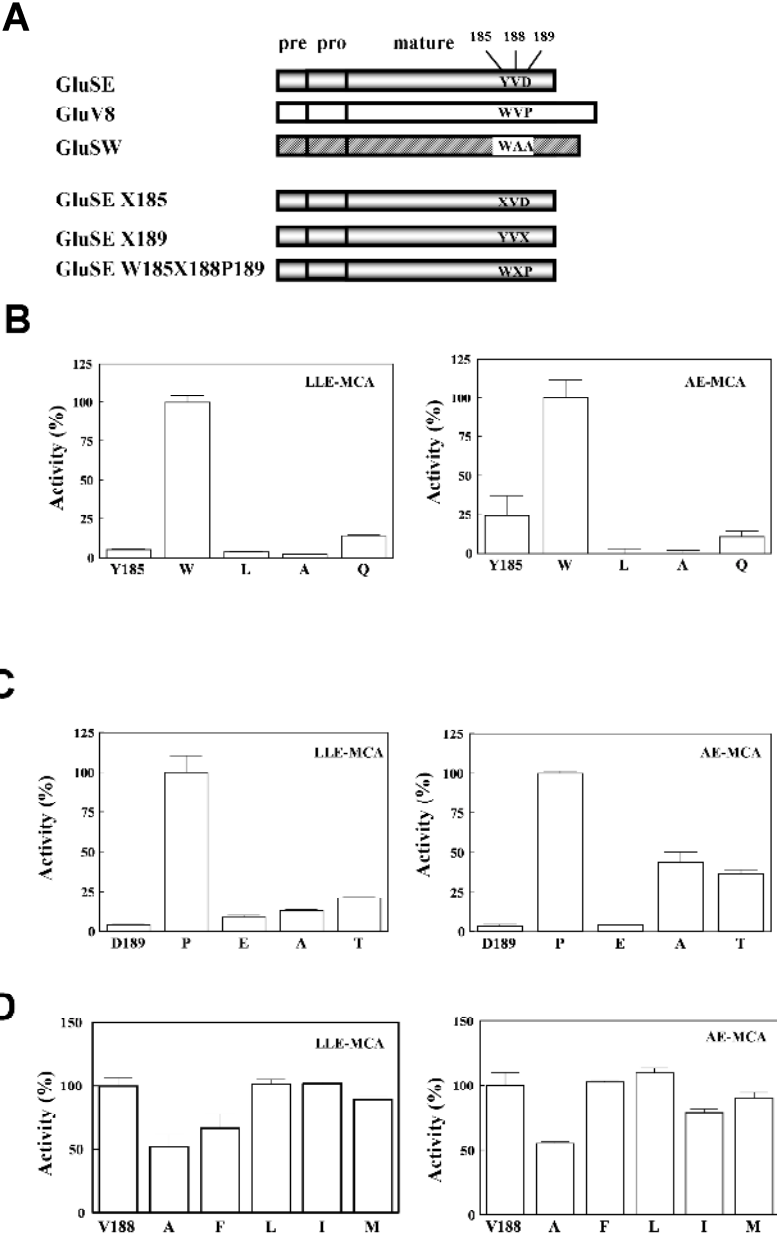 A
pre pro mature 185 188 189
GluSE YVD
GluV8 WVP
GluSW WAA
GluSE X185 XVD
GluSE X189 YVX
GluSE W185X188P189 WXP
B
LLE-MCA
Activity (%)
125
100
75
50
25
0
Y185 W L A Q
AE-MCA
Activity (%)
125
100
75
50
25
0
Y185 W L A Q
C
LLE-MCA
Activity (%)
125
100
75
50
25
0
D189 P E A T
AE-MCA
Activity (%)
125
100
75
50
25
0
D189 P E A T
D
LLE-MCA
Activity (%)
150
100
50
0
V188 A F L I M
AE-MCA
Activity (%)
150
100
50
0
V188 A F L I M